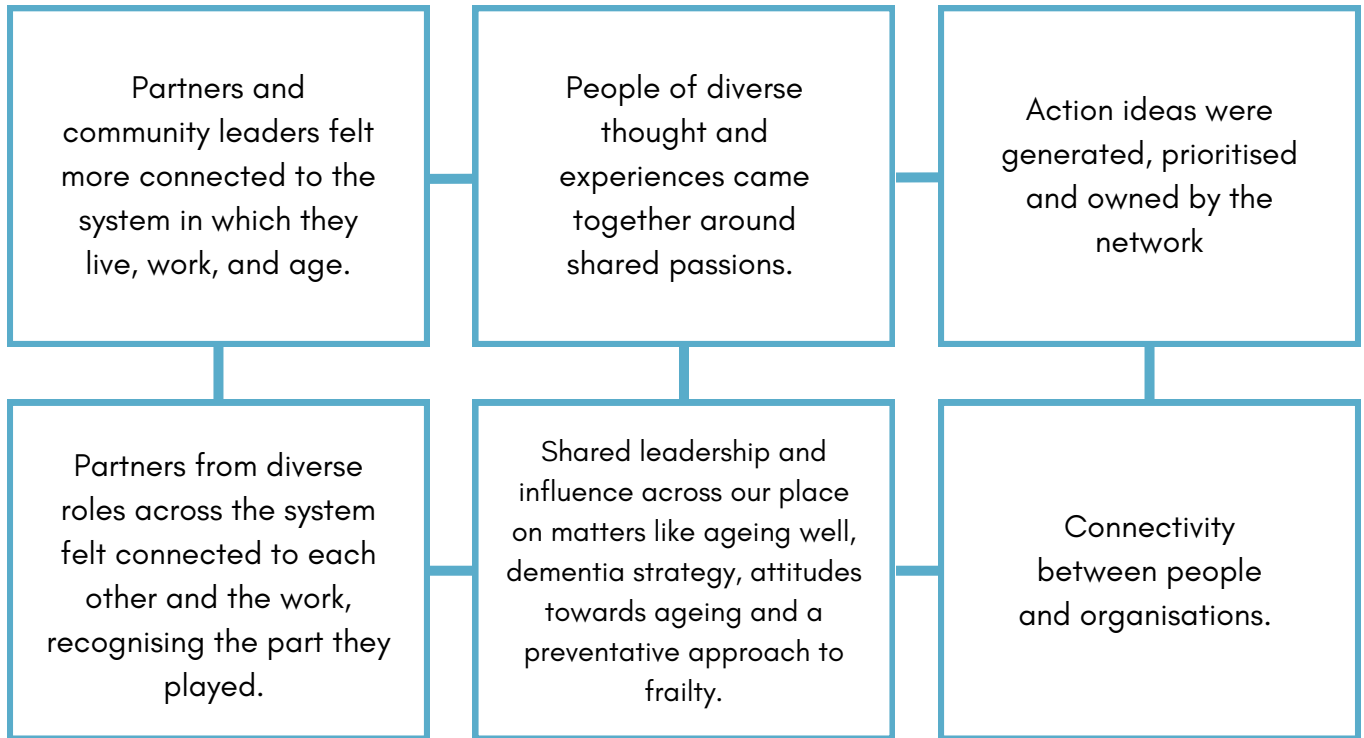 Partners and
community leaders felt
more connected to the
system in which they
live, work, and age.
People of diverse
thought and
experiences came
together around
shared passions.
Action ideas were
generated, prioritised
and owned by the
network
Partners from diverse
roles across the system
felt connected to each
other and the work,
recognising the part they
played.
Shared leadership and
influence across our place
on matters like ageing well,
dementia strategy, attitudes
towards ageing and a
preventative approach to
frailty.
Connectivity
between people
and organisations.